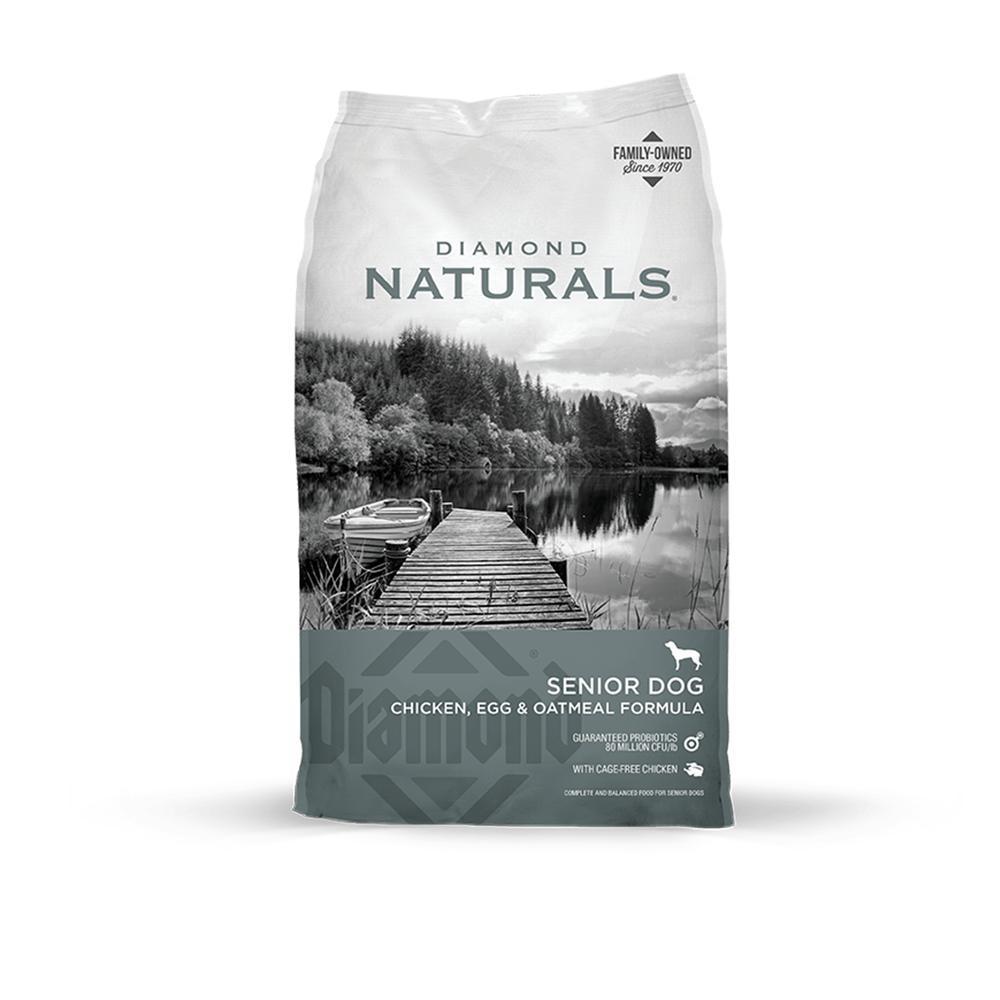 FAMILY-OWNED
Since 1970
DIAMOND
NATURALS®
Diamond®
SENIOR DOG
CHICKEN, EGG & OATMEAL FORMULA
GUARANTEED PROBIOTICS
80 MILLION CFU/lb
WITH CAGE-FREE CHICKEN
COMPLETE AND BALANCED FOOD FOR SENIOR DOGS